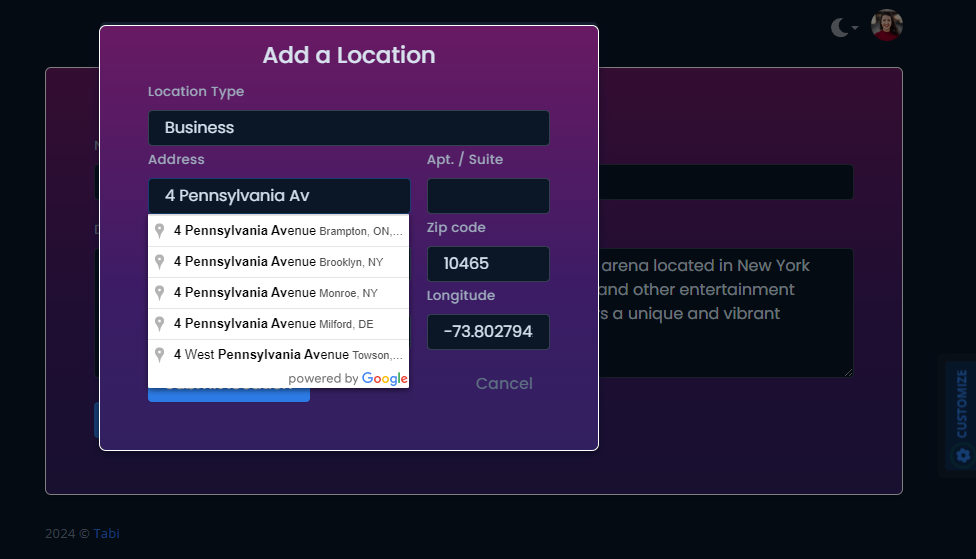 Add a Location
Location Type
Business
Address
Apt. / Suite
4 Pennsylvania Av
4 Pennsylvania Avenue Brampton, ON,...
Zip code
4 Pennsylvania Avenue Brooklyn, NY
10465
arena located in New York
4 Pennsylvania Avenue Monroe, NY
Longitude
and other entertainment
4 Pennsylvania Avenue Milford, DE
-73.802794
s a unique and vibrant
4 West Pennsylvania Avenue Towson,...
powered by Google
Cancel
CUSTOMIZE
2024 © Tabi